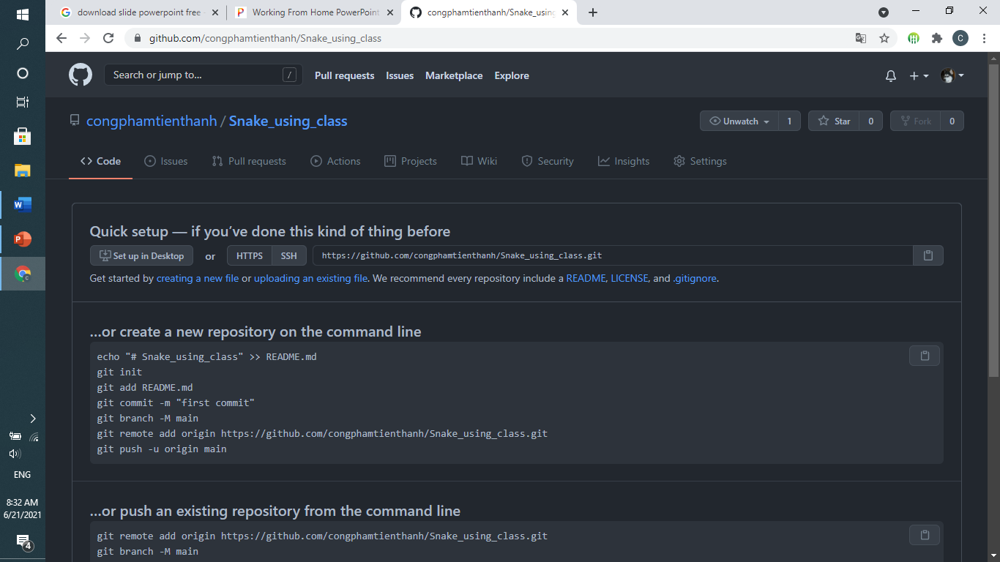 download slide powerpoint free
Working From Home PowerPoint
congphamtienthanh/Snake_using
github.com/congphamtienthanh/Snake_using_class
C
Search or jump to...
/
Pull requests
Issues
Marketplace
Explore
congphamtienthanh / Snake_using_class
Unwatch
1
Star
0
Fork
0
Code
Issues
Pull requests
Actions
Projects
Wiki
Security
Insights
Settings
Quick setup — if you’ve done this kind of thing before
Set up in Desktop
or
HTTPS
SSH
https://github.com/congphamtienthanh/Snake_using_class.git
Get started by creating a new file or uploading an existing file. We recommend every repository include a README, LICENSE, and .gitignore.
…or create a new repository on the command line
echo "# Snake_using_class" >> README.md
git init
git add README.md
git commit -m "first commit"
git branch -M main
git remote add origin https://github.com/congphamtienthanh/Snake_using_class.git
git push -u origin main
…or push an existing repository from the command line
git remote add origin https://github.com/congphamtienthanh/Snake_using_class.git
git branch -M main
ENG
8:32 AM
6/21/2021
4